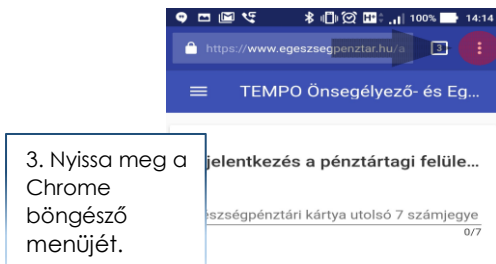 100% 14:14
https://www.egeszsegpenztar.hu/a 3
TEMPO Önsegélyező- és Eg...
jelentkezés a pénztártagi felüle...
3. Nyissa meg a
Chrome
böngésző
menüjét.
észségpénztári kártya utolsó 7 számjegye
0/7